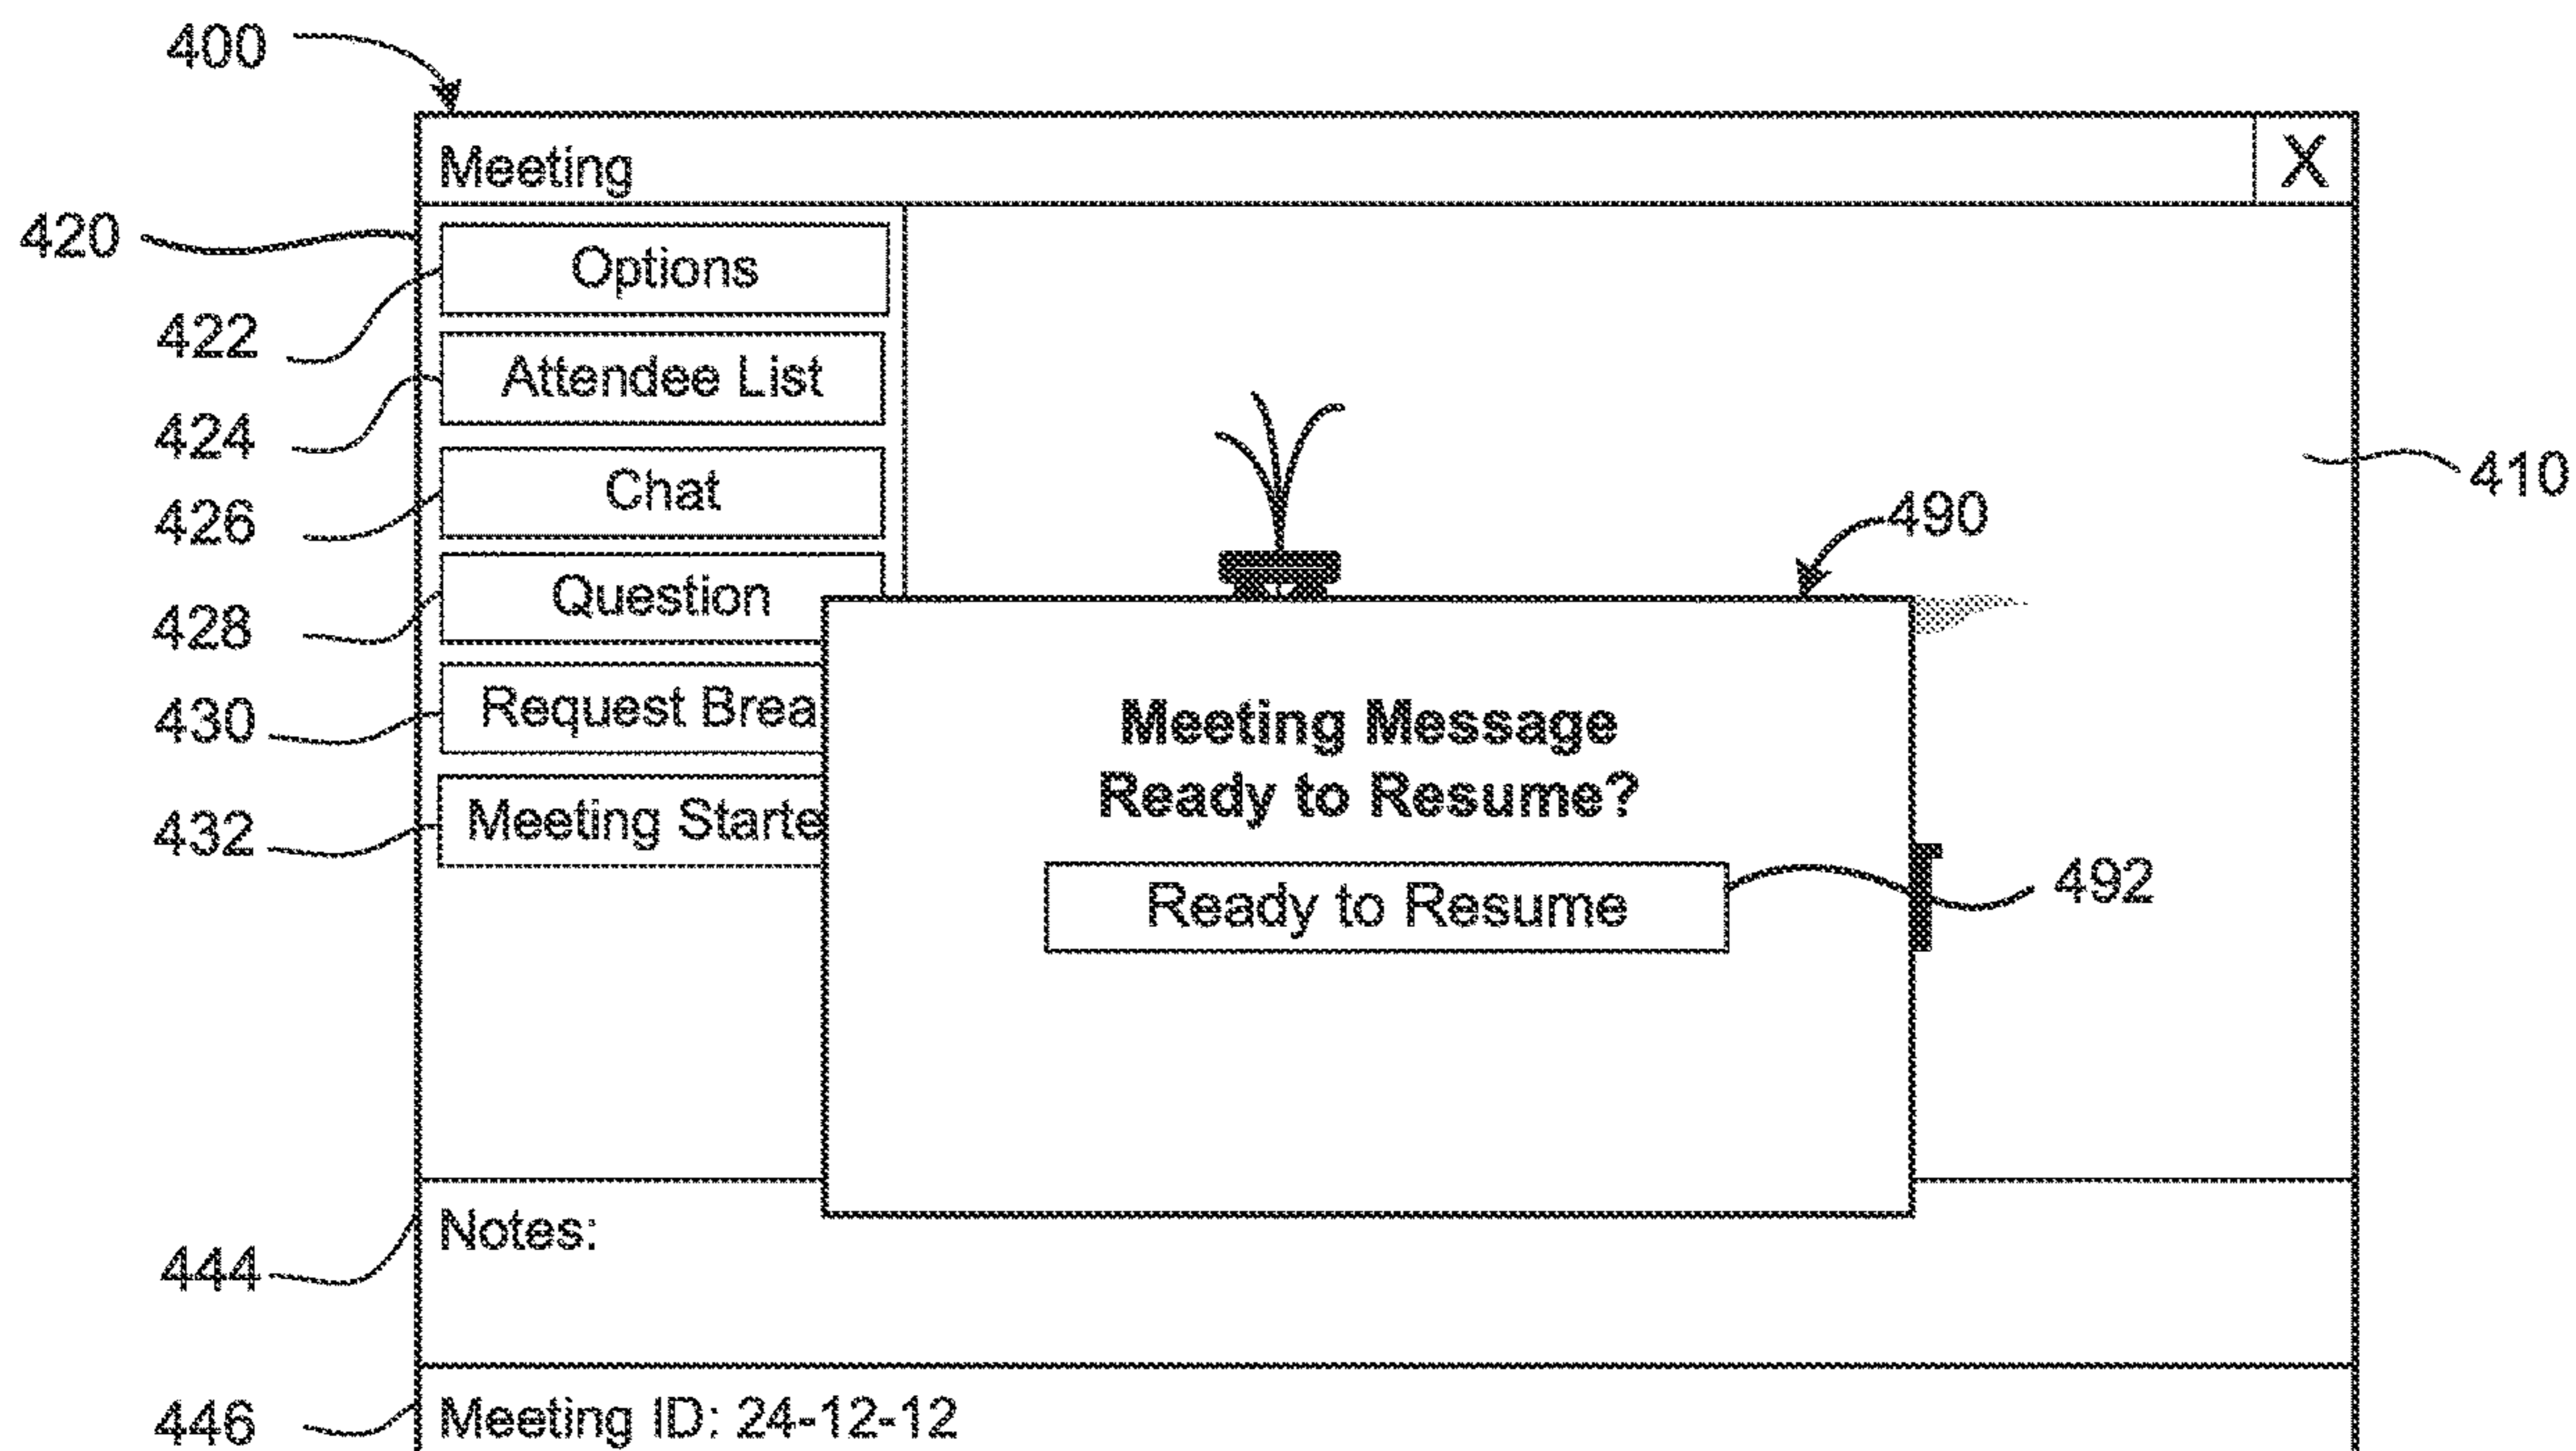 400
Meeting X
420
Options
422
Attendee List
424
410
Chat
426
490
Question
428
Request Brea
430
Meeting Message
Ready to Resume?
Meeting Starte
432
Ready to Resume
492
Notes:
444
Meeting ID: 24-12-12
446